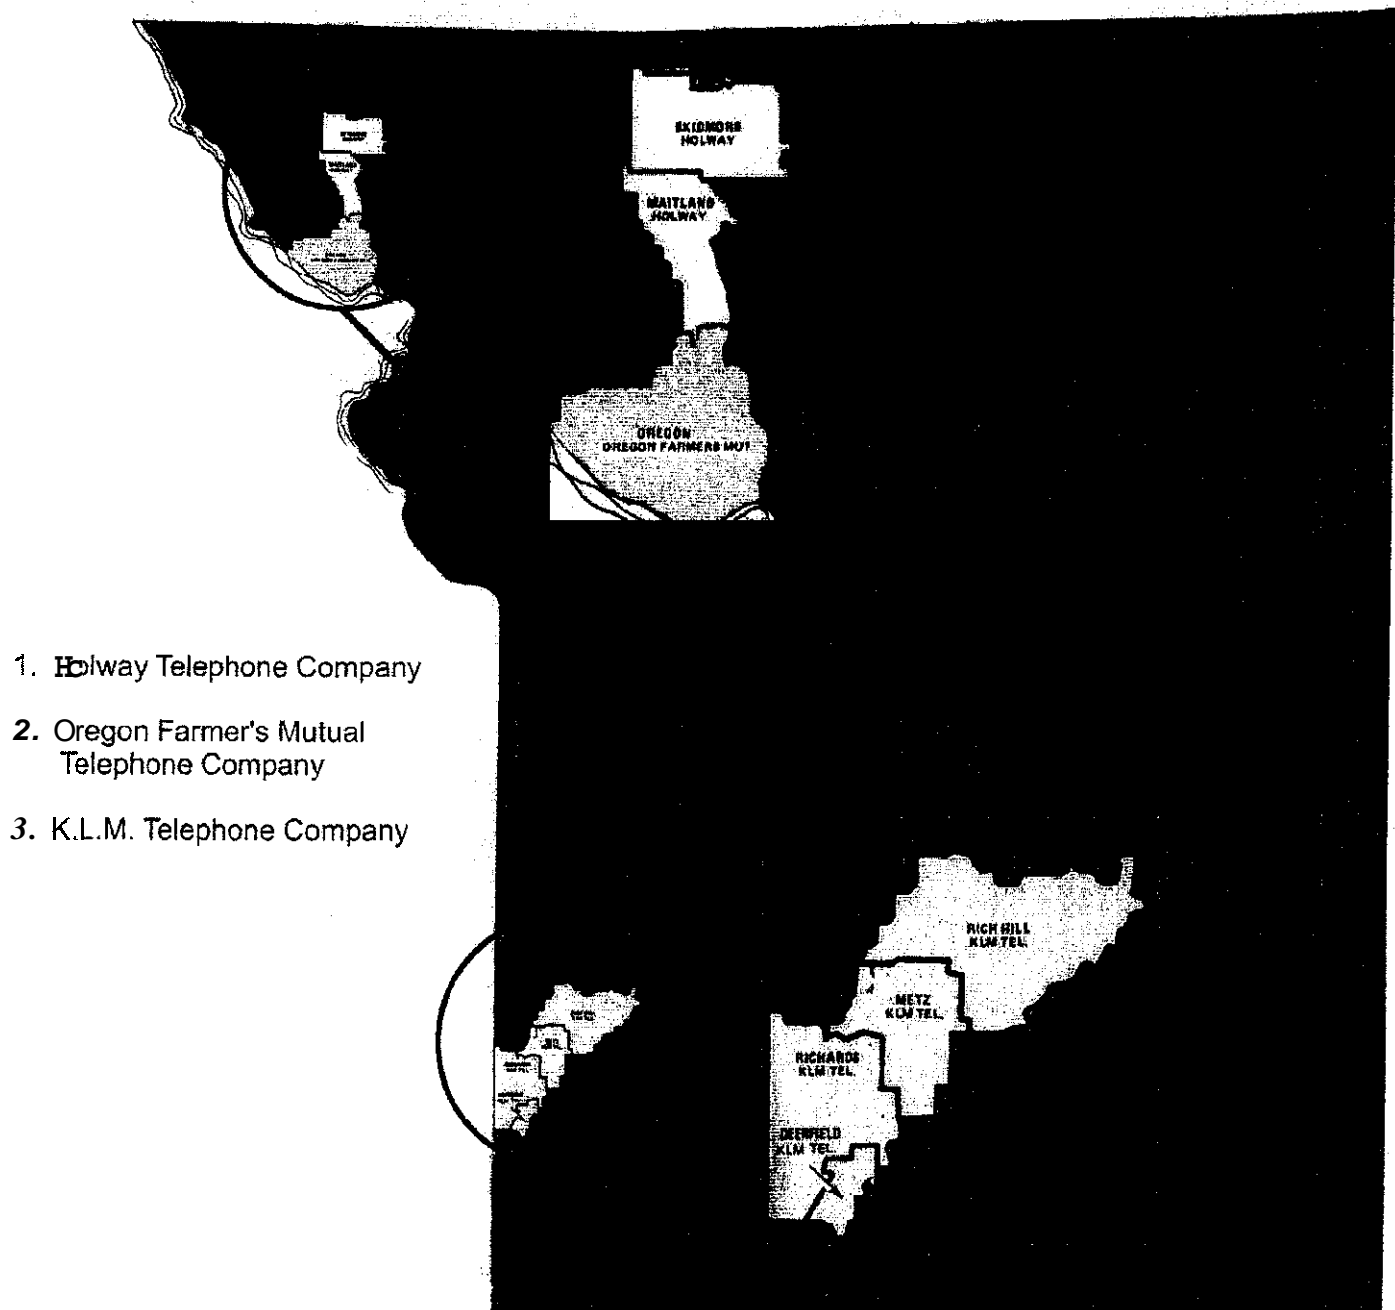 SKIDMORE
HOLWAY
MAITLAND
HOLWAY
OREGON
OREGON FARMERS MUT
1. Holway Telephone Company
2. Oregon Farmer's Mutual
Telephone Company
3. K.L.M. Telephone Company
RICH HILL
KLM TEL.
METZ
KLM TEL.
RICHARDS
KLM TEL.
DEERFIELD
KLM TEL.